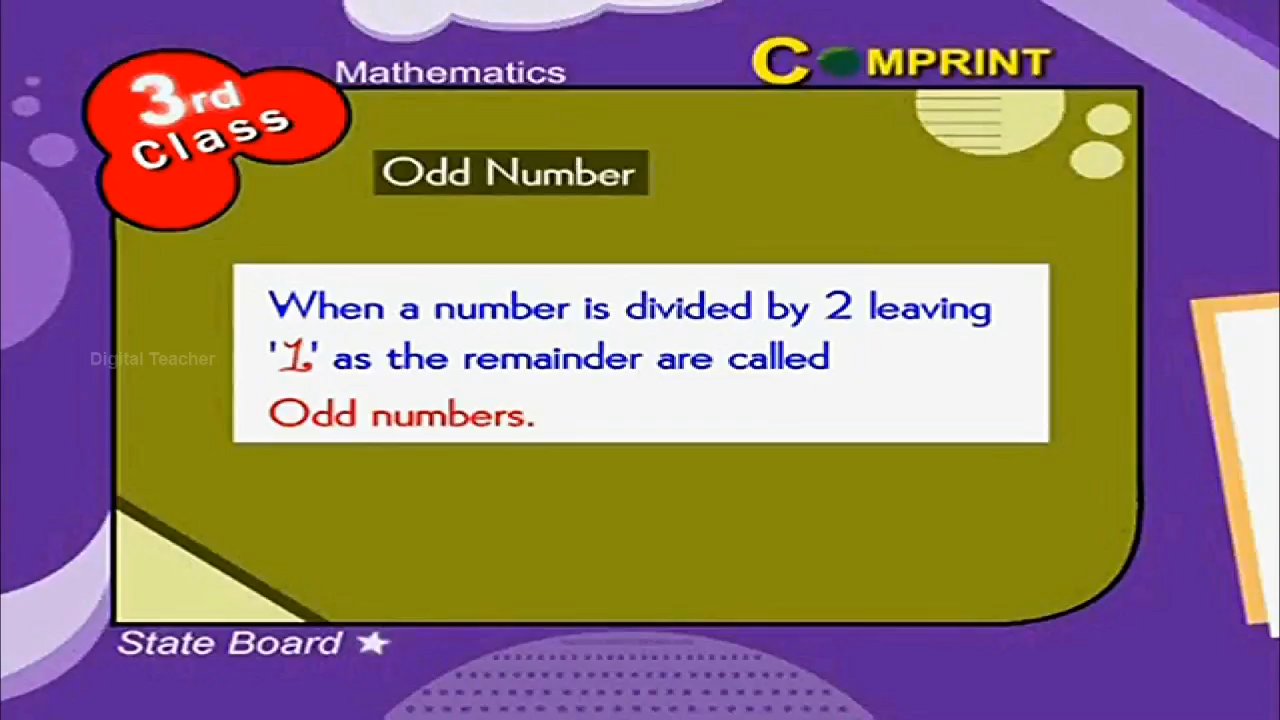 Mathematics
COMPRINT
3rd
Class
Odd Number
When a number is divided by 2 leaving
'1' as the remainder are called
Odd numbers.
Digital Teacher
State Board